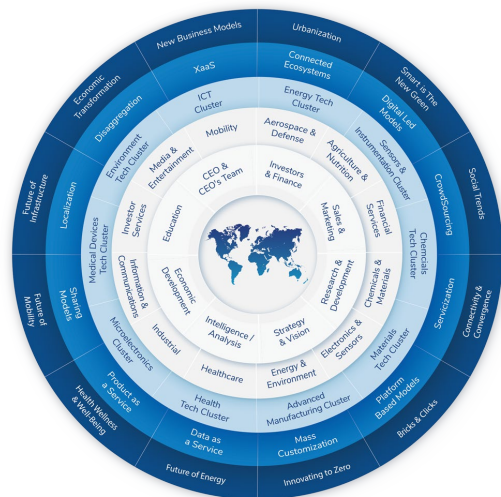 New Business Models
Urbanization
Smart is The
New Green
Social Trends
Connectivity &
Convergence
Bricks & Clicks
Innovating to Zero
Future of Energy
Health Wellness
& Well-Being
Future of
Mobility
Future of
Infrastructure
Economic
Transformation
XaaS
Connected
Ecosystems
Digital Led
Models
CrowdSourcing
Servicization
Platform
Based Models
Mass
Customization
Data as
a Service
Product as
a Service
Sharing
Models
Localization
Disaggregation
ICT
Cluster
Energy Tech
Cluster
Sensors &
Instrumentation Cluster
Chemcials
Tech Cluster
Materials
Tech Cluster
Advanced
Manufacturing Cluster
Health
Tech Cluster
Microelectronics
Cluster
Medical Devices
Tech Cluster
Environment
Tech Cluster
Mobility
Aerospace &
Defense
Agriculture &
Nutrition
Financial
Services
Chemicals &
Materials
Electronics &
Sensors
Energy &
Environment
Healthcare
Industrial
Information &
Communications
Investor
Services
Media &
Entertainment
CEO &
CEO's Team
Investors
& Finance
Sales &
Marketing
Research &
Development
Strategy
& Vision
Intelligence /
Analysis
Economic
Development
Education